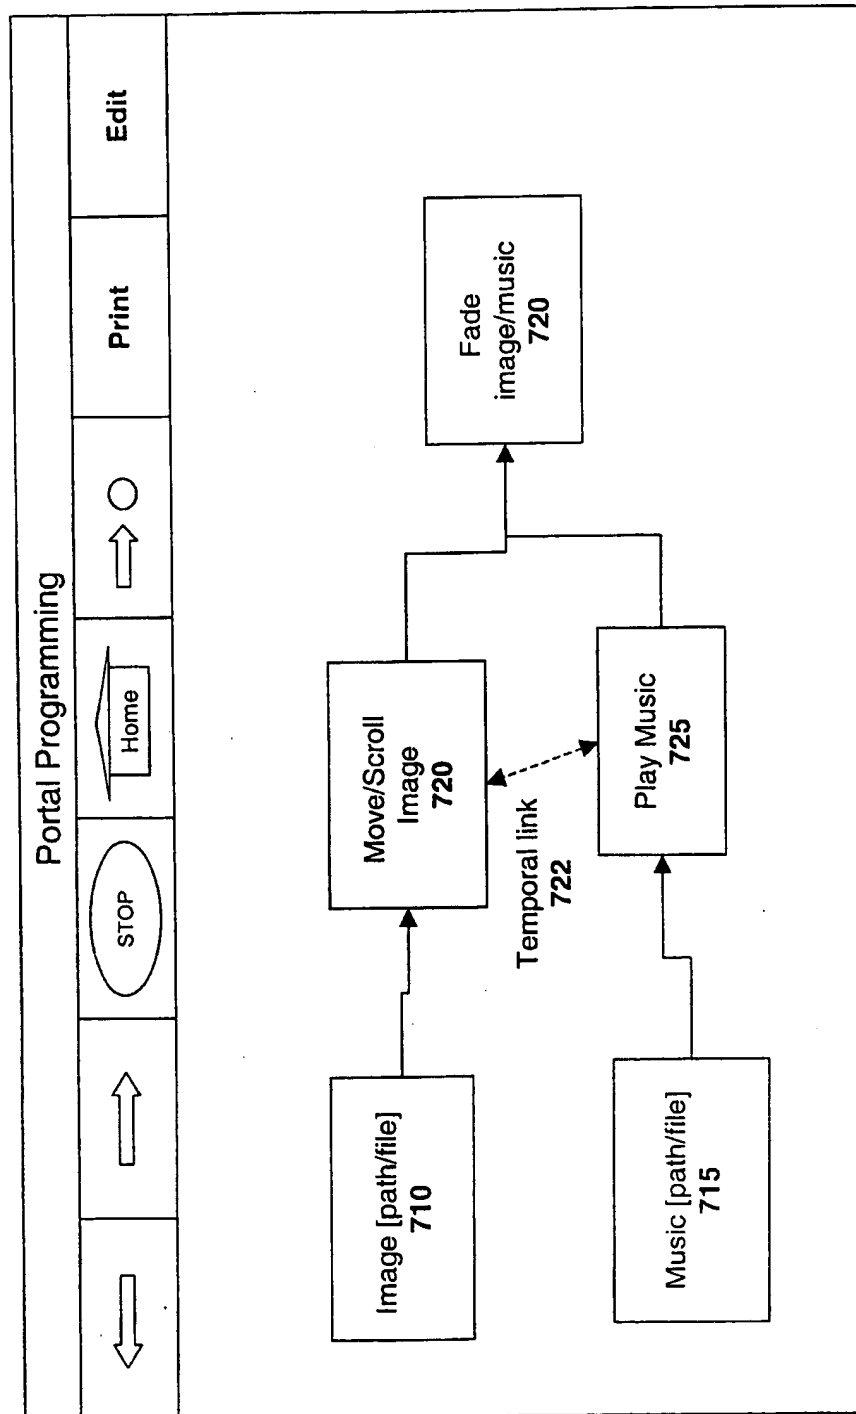 Portal Programming
STOP
Home
Print
Edit
Image [path/file]
710
Move/Scroll
Image
720
Temporal link
722
Music [path/file]
715
Play Music
725
Fade
image/music
720